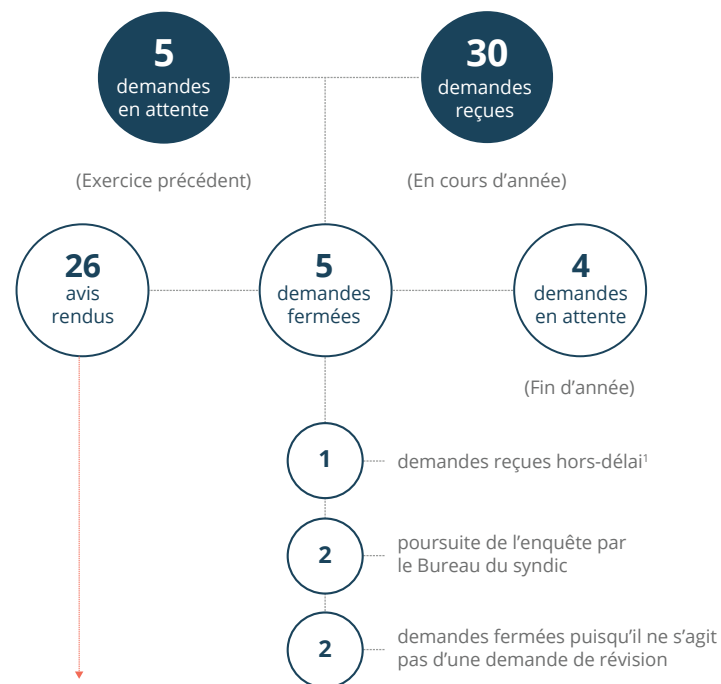 5
demandes
en attente
30
demandes
reçues
(Exercice précédent)
(En cours d'année)
26
avis
rendus
5
demandes
fermées
4
demandes
en attente
(Fin d'année)
1
demandes reçues hors-délai¹
2
poursuite de l'enquête par
le Bureau du syndic
2
demandes fermées puisqu'il ne s'agit
pas d'une demande de révision